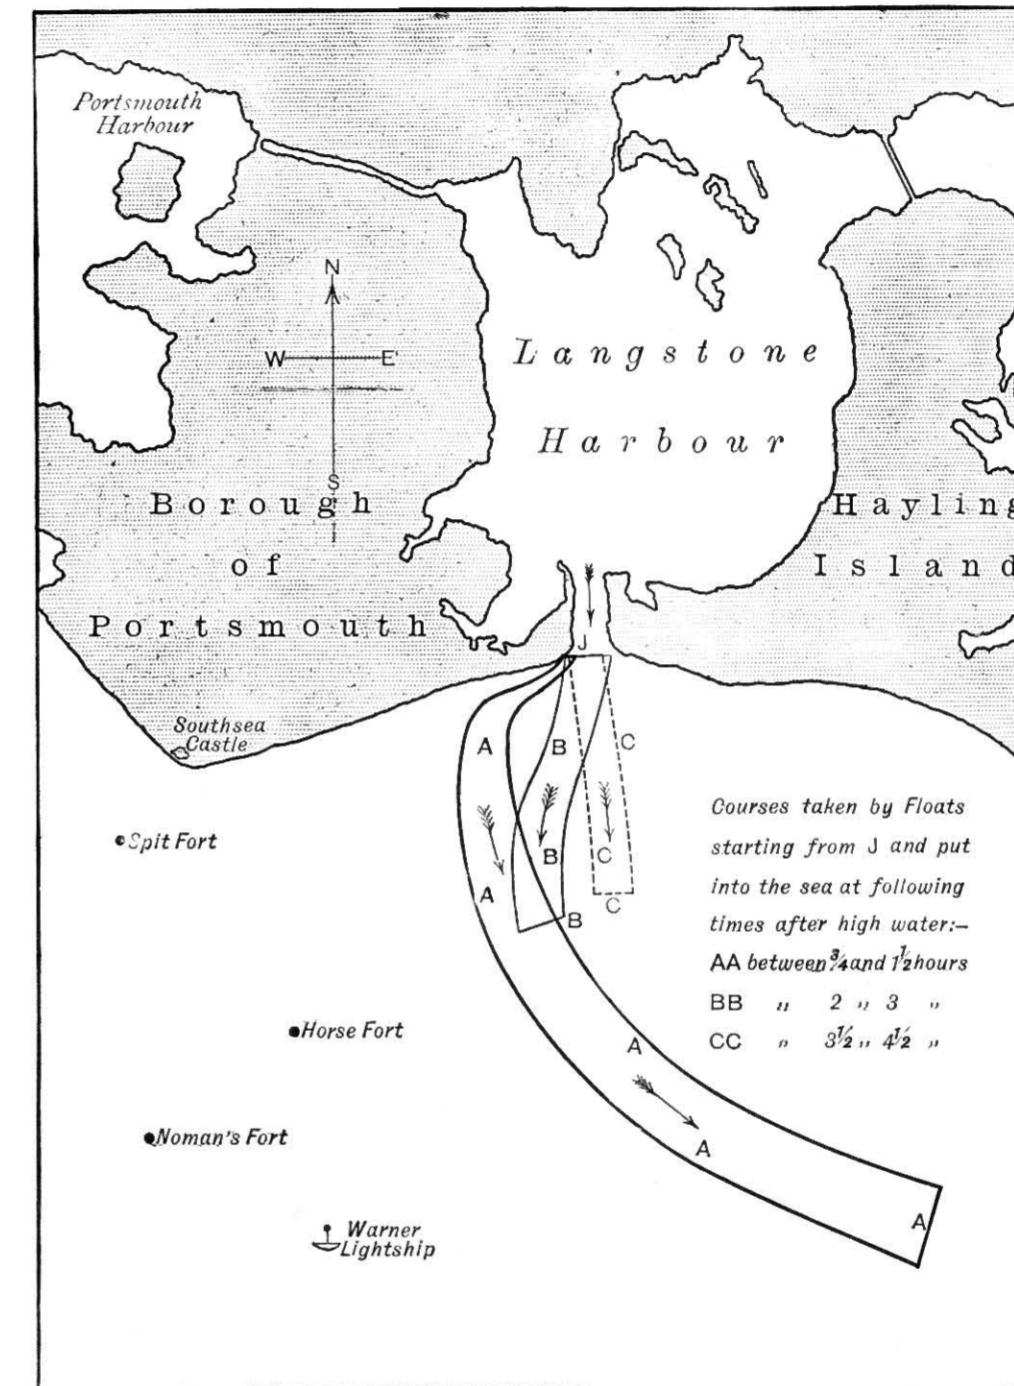 Portsmouth
Harbour
N
W E
S
Langstone
Harbour
Borough
of
Portsmouth
Hayling
Island
J
Southsea
Castle
A
B
C
Spit Fort
B
C
A
C
B
Courses taken by Floats
starting from J and put
into the sea at following
times after high water:—
AA between ¾ and 1½ hours
BB „ 2 „ 3 „
CC „ 3½ „ 4½ „
Horse Fort
A
Noman's Fort
A
A
Warner
Lightship